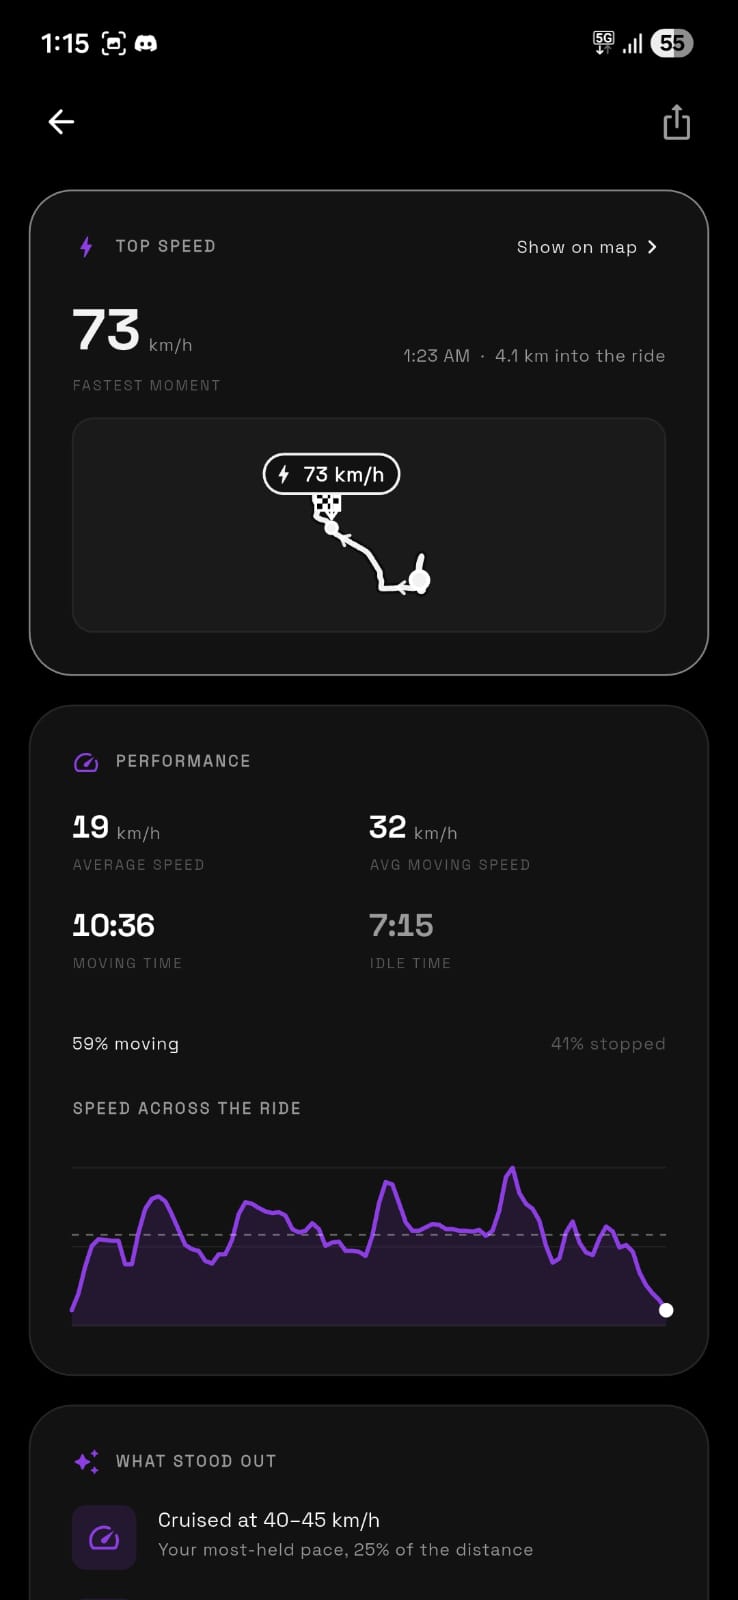 1:15
5G
55
TOP SPEED
Show on map
73 km/h
1:23 AM · 4.1 km into the ride
FASTEST MOMENT
73 km/h
PERFORMANCE
19 km/h
32 km/h
AVERAGE SPEED
AVG MOVING SPEED
10:36
7:15
MOVING TIME
IDLE TIME
59% moving
41% stopped
SPEED ACROSS THE RIDE
WHAT STOOD OUT
Cruised at 40–45 km/h
Your most-held pace, 25% of the distance